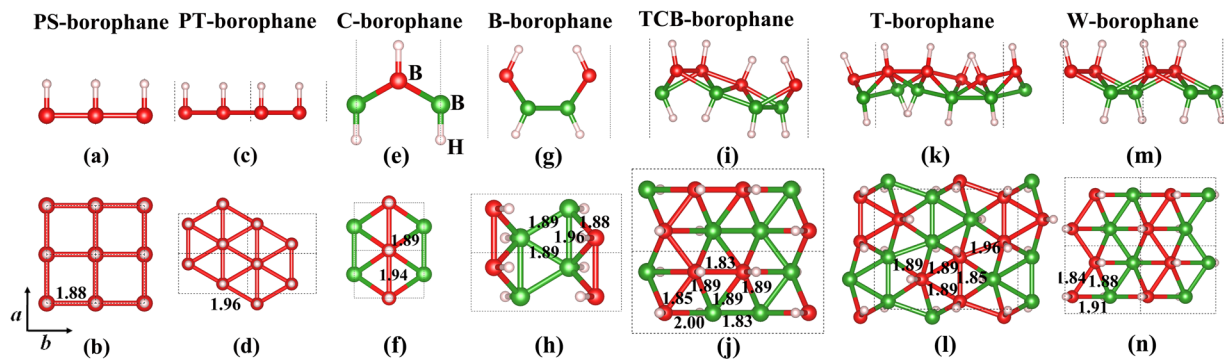 PS-borophane PT-borophane C-borophane B-borophane TCB-borophane T-borophane W-borophane
B
B
H
(a) (c) (e) (g) (i) (k) (m)
1.88
1.96
1.89
1.94
1.89
1.88
1.96
1.89
1.83
1.85
1.89
1.89
1.89
2.00
1.83
1.96
1.89
1.89
1.85
1.89
1.84
1.88
1.91
a
b
(b) (d) (f) (h) (j) (l) (n)